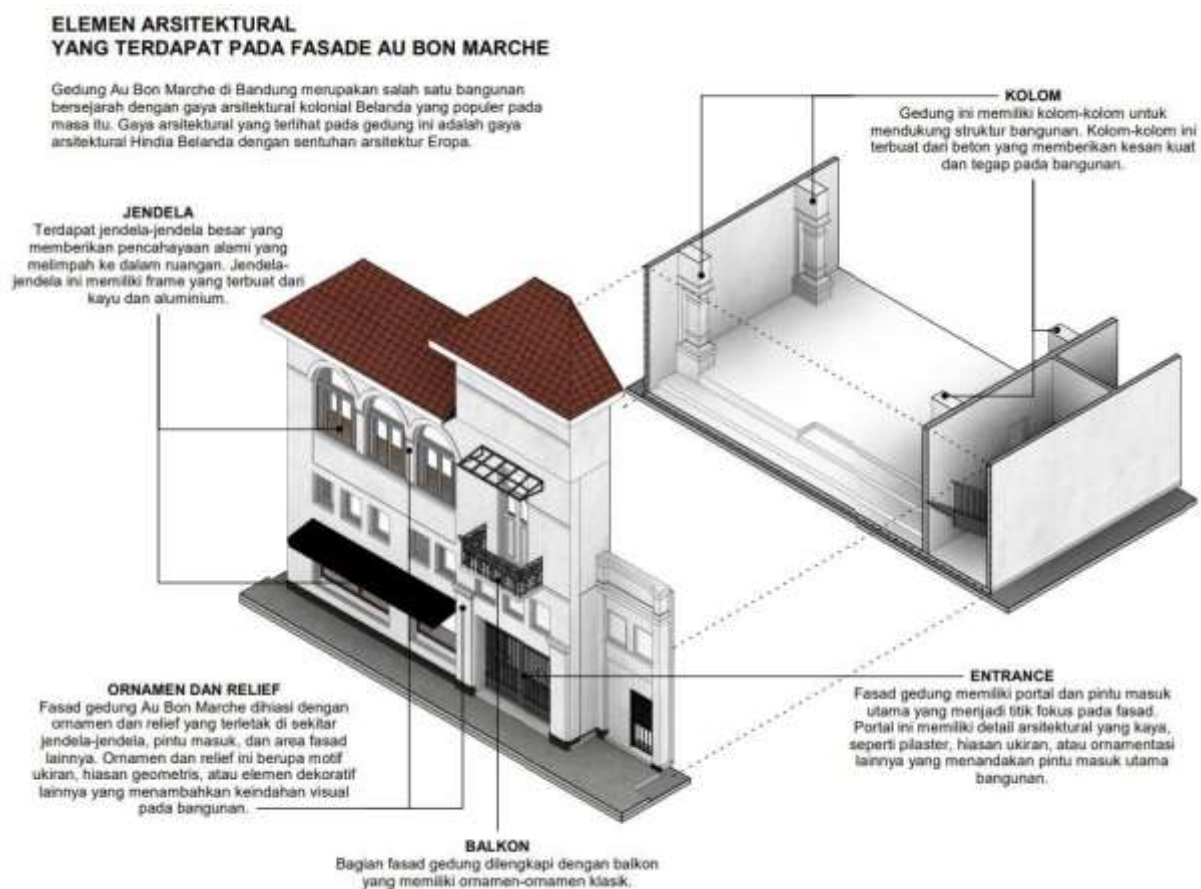 ELEMEN ARSITEKTURAL
YANG TERDAPAT PADA FASADE AU BON MARCHE
Gedung Au Bon Marche di Bandung merupakan salah satu bangunan
bersejarah dengan gaya arsitektural kolonial Belanda yang populer pada
masa itu. Gaya arsitektural yang terlihat pada gedung ini adalah gaya
arsitektural Hindia Belanda dengan sentuhan arsitektur Eropa.
KOLOM
Gedung ini memiliki kolom-kolom untuk
mendukung struktur bangunan. Kolom-kolom ini
terbuat dari beton yang memberikan kesan kuat
dan tegap pada bangunan.
JENDELA
Terdapat jendela-jendela besar yang
memberikan pencahayaan alami yang
melimpah ke dalam ruangan. Jendela-
jendela ini memiliki frame yang terbuat dari
kayu dan aluminium.
ORNAMEN DAN RELIEF
Fasad gedung Au Bon Marche dihiasi dengan
ornamen dan relief yang terletak di sekitar
jendela-jendela, pintu masuk, dan area fasad
lainnya. Ornamen dan relief ini berupa motif
ukiran, hiasan geometris, atau elemen dekoratif
lainnya yang menambahkan keindahan visual
pada bangunan.
ENTRANCE
Fasad gedung memiliki portal dan pintu masuk
utama yang menjadi titik fokus pada fasad.
Portal ini memiliki detail arsitektural yang kaya,
seperti pilaster, hiasan ukiran, atau ornamentasi
lainnya yang menandakan pintu masuk utama
bangunan.
BALKON
Bagian fasad gedung dilengkapi dengan balkon
yang memiliki ornamen-ornamen klasik.